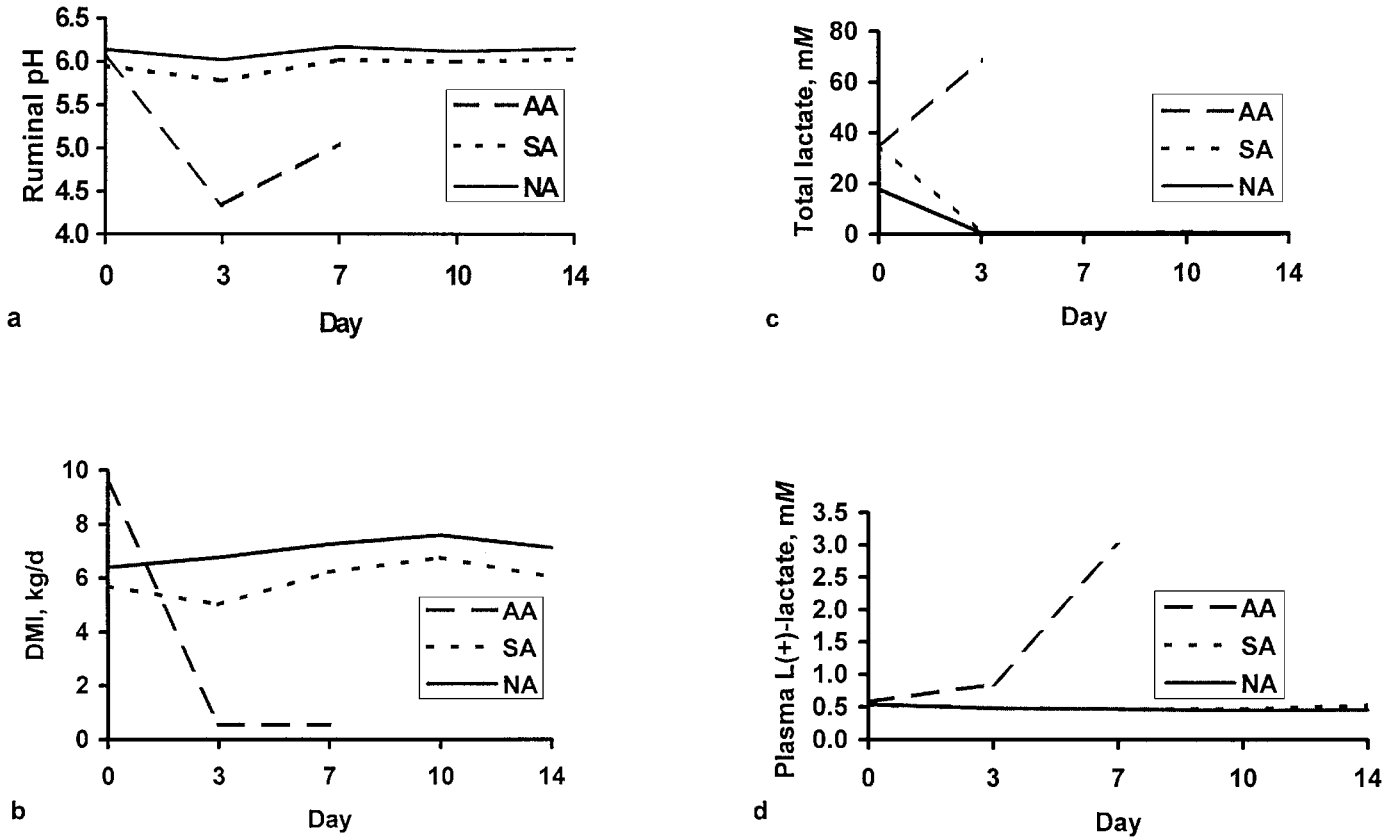 Ruminal pH
6.5
6.0
5.5
5.0
4.5
4.0
AA
SA
NA
0 3 7 10 14
Day
a
Total lactate, mM
80
60
40
20
0
AA
SA
NA
0 3 7 10 14
Day
c
DMI, kg/d
10
8
6
4
2
0
AA
SA
NA
0 3 7 10 14
Day
b
Plasma L(+)-lactate, mM
3.5
3.0
2.5
2.0
1.5
1.0
0.5
0.0
AA
SA
NA
0 3 7 10 14
Day
d